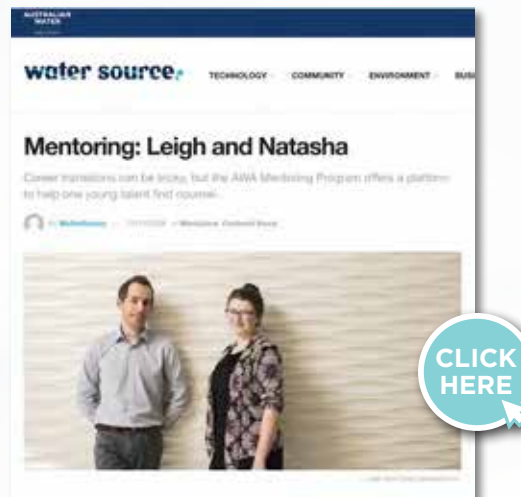 AUSTRALIAN
WATER
water source
TECHNOLOGY COMMUNITY ENVIRONMENT
Mentoring: Leigh and Natasha
Career transitions can be tricky, but the AWA Mentoring Program offers a platform
to help one young talent find counsel.
CLICK
HERE